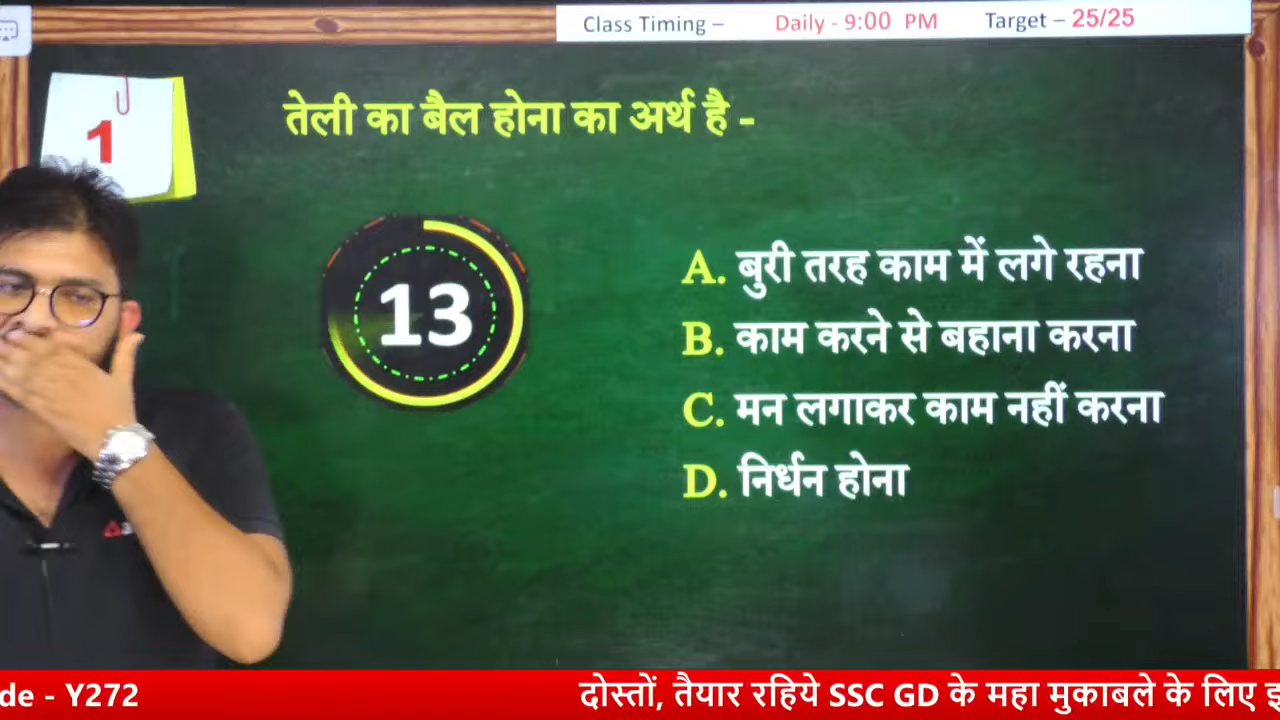 Class Timing – Daily - 9:00 PM Target – 25/25
1
तेली का बैल होना का अर्थ है -
13
A. बुरी तरह काम में लगे रहना
B. काम करने से बहाना करना
C. मन लगाकर काम नहीं करना
D. निर्धन होना
de - Y272
दोस्तों, तैयार रहिये SSC GD के महा मुकाबले के लिए